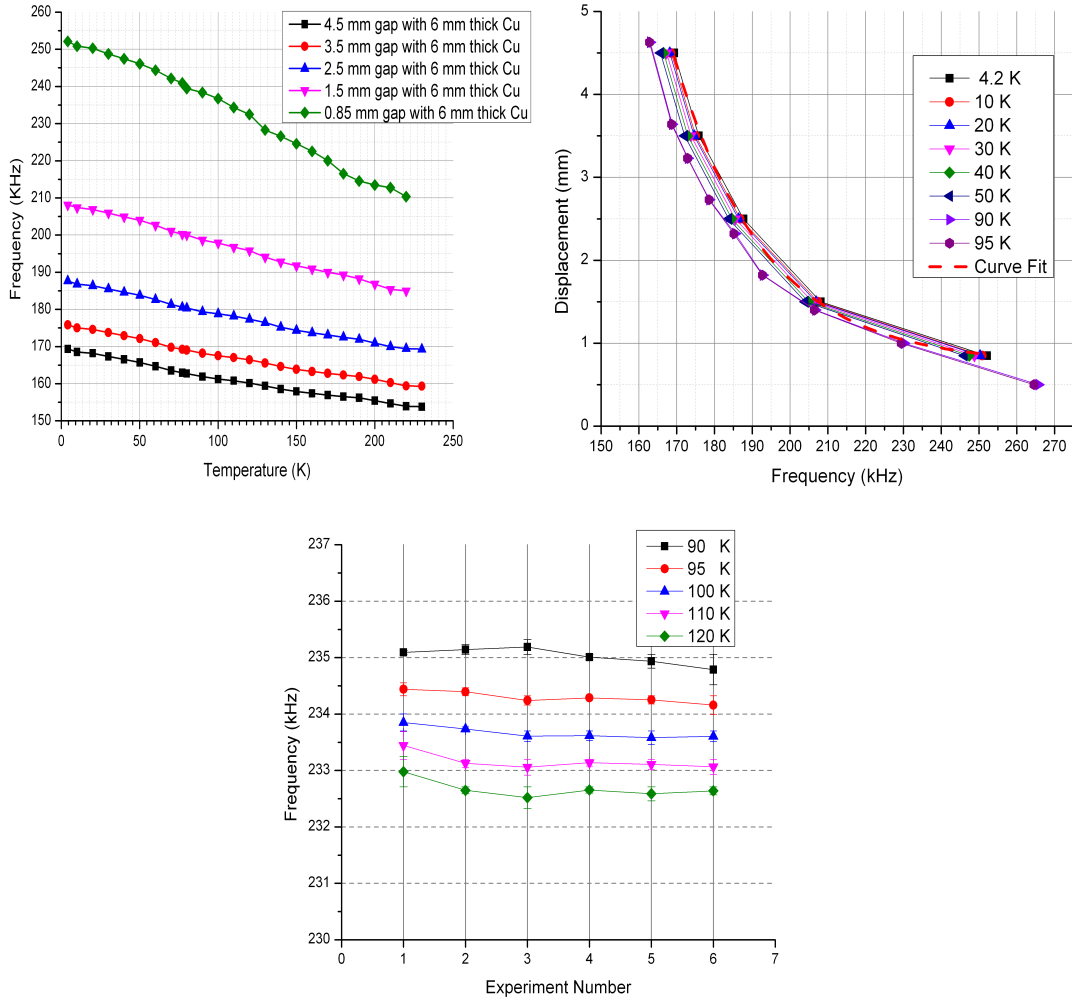 260
250
240
230
220
210
200
190
180
170
160
150
Frequency (KHz)
0
50
100
150
200
250
Temperature (K)
4.5 mm gap with 6 mm thick Cu
3.5 mm gap with 6 mm thick Cu
2.5 mm gap with 6 mm thick Cu
1.5 mm gap with 6 mm thick Cu
0.85 mm gap with 6 mm thick Cu
5
4
3
2
1
0
Displacement (mm)
150
160
170
180
190
200
210
220
230
240
250
260
270
Frequency (kHz)
4.2 K
10 K
20 K
30 K
40 K
50 K
90 K
95 K
Curve Fit
237
236
235
234
233
232
231
230
Frequency (kHz)
0
1
2
3
4
5
6
7
Experiment Number
90 K
95 K
100 K
110 K
120 K